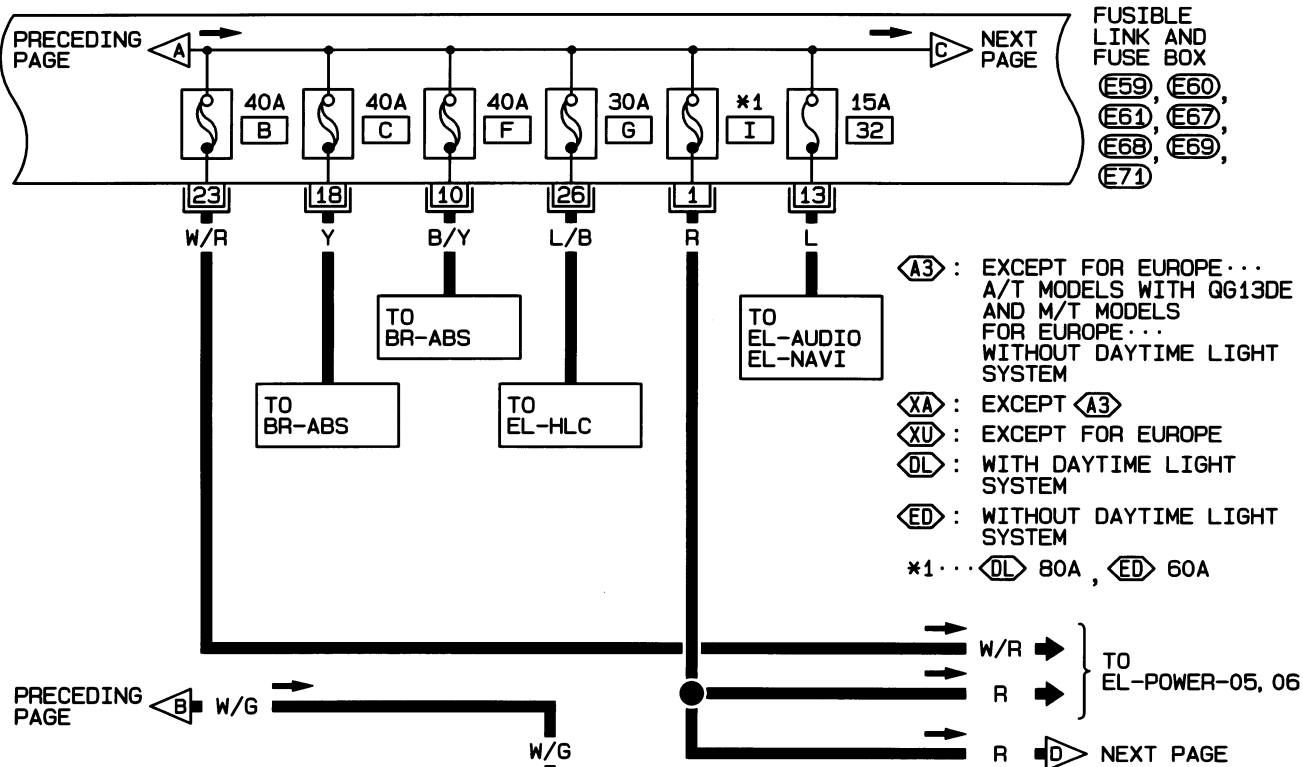 PRECEDING PAGE
A
C
NEXT PAGE
FUSIBLE
LINK AND
FUSE BOX
E59, E60,
E61, E67,
E68, E69,
E71
40A
B
40A
C
40A
F
30A
G
*1
I
15A
32
23
18
10
26
1
13
W/R
Y
B/Y
L/B
R
L
TO
BR-ABS
TO
BR-ABS
TO
EL-HLC
TO
EL-AUDIO
EL-NAVI
A3 : EXCEPT FOR EUROPE···
A/T MODELS WITH QG13DE
AND M/T MODELS
FOR EUROPE···
WITHOUT DAYTIME LIGHT
SYSTEM
XA : EXCEPT A3
XU : EXCEPT FOR EUROPE
DL : WITH DAYTIME LIGHT
SYSTEM
ED : WITHOUT DAYTIME LIGHT
SYSTEM
*1··· DL 80A , ED 60A
W/R
R
TO
EL-POWER-05, 06
PRECEDING
PAGE
B
W/G
W/G
R
D
NEXT PAGE